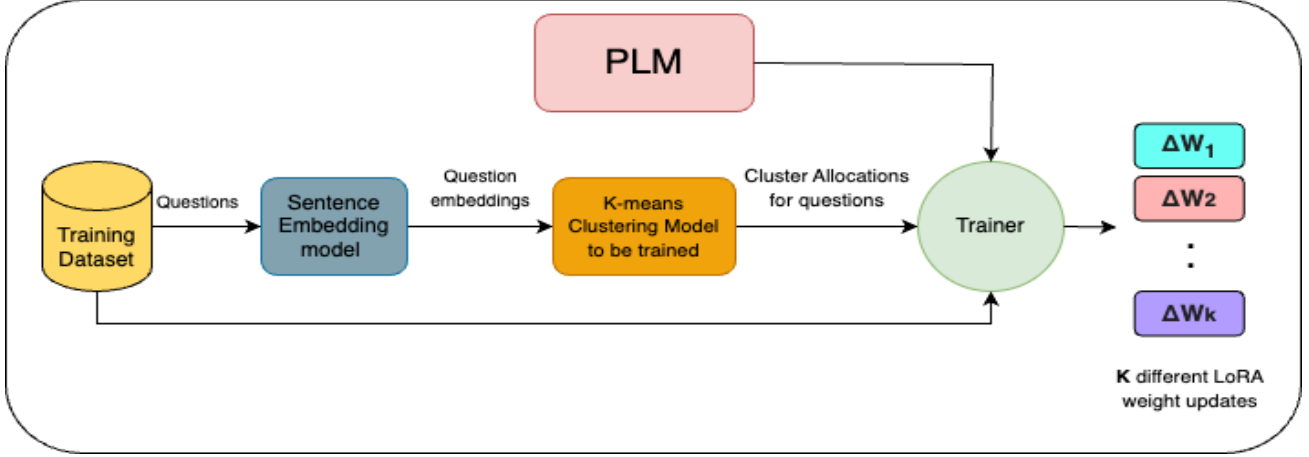 PLM
Training
Dataset
Questions
Sentence
Embedding
model
Question
embeddings
K-means
Clustering Model
to be trained
Cluster Allocations
for questions
Trainer
ΔW1
ΔW2
:
ΔWk
K different LoRA
weight updates